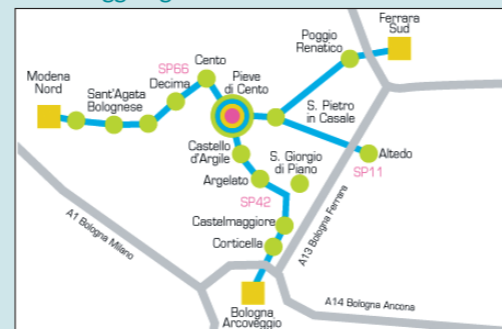 Ferrara
Sud
Poggio
Renatico
Cento
SP66
Decima
Pieve
di Cento
Modena
Nord
Sant'Agata
Bolognese
S. Pietro
in Casale
Castello
d'Argile
S. Giorgio
di Piano
Altedo
SP11
Argelato
SP42
Castelmaggiore
Corticella
A1 Bologna Milano
A13 Bologna Ferrara
Bologna
Arcoveggio
A14 Bologna Ancona